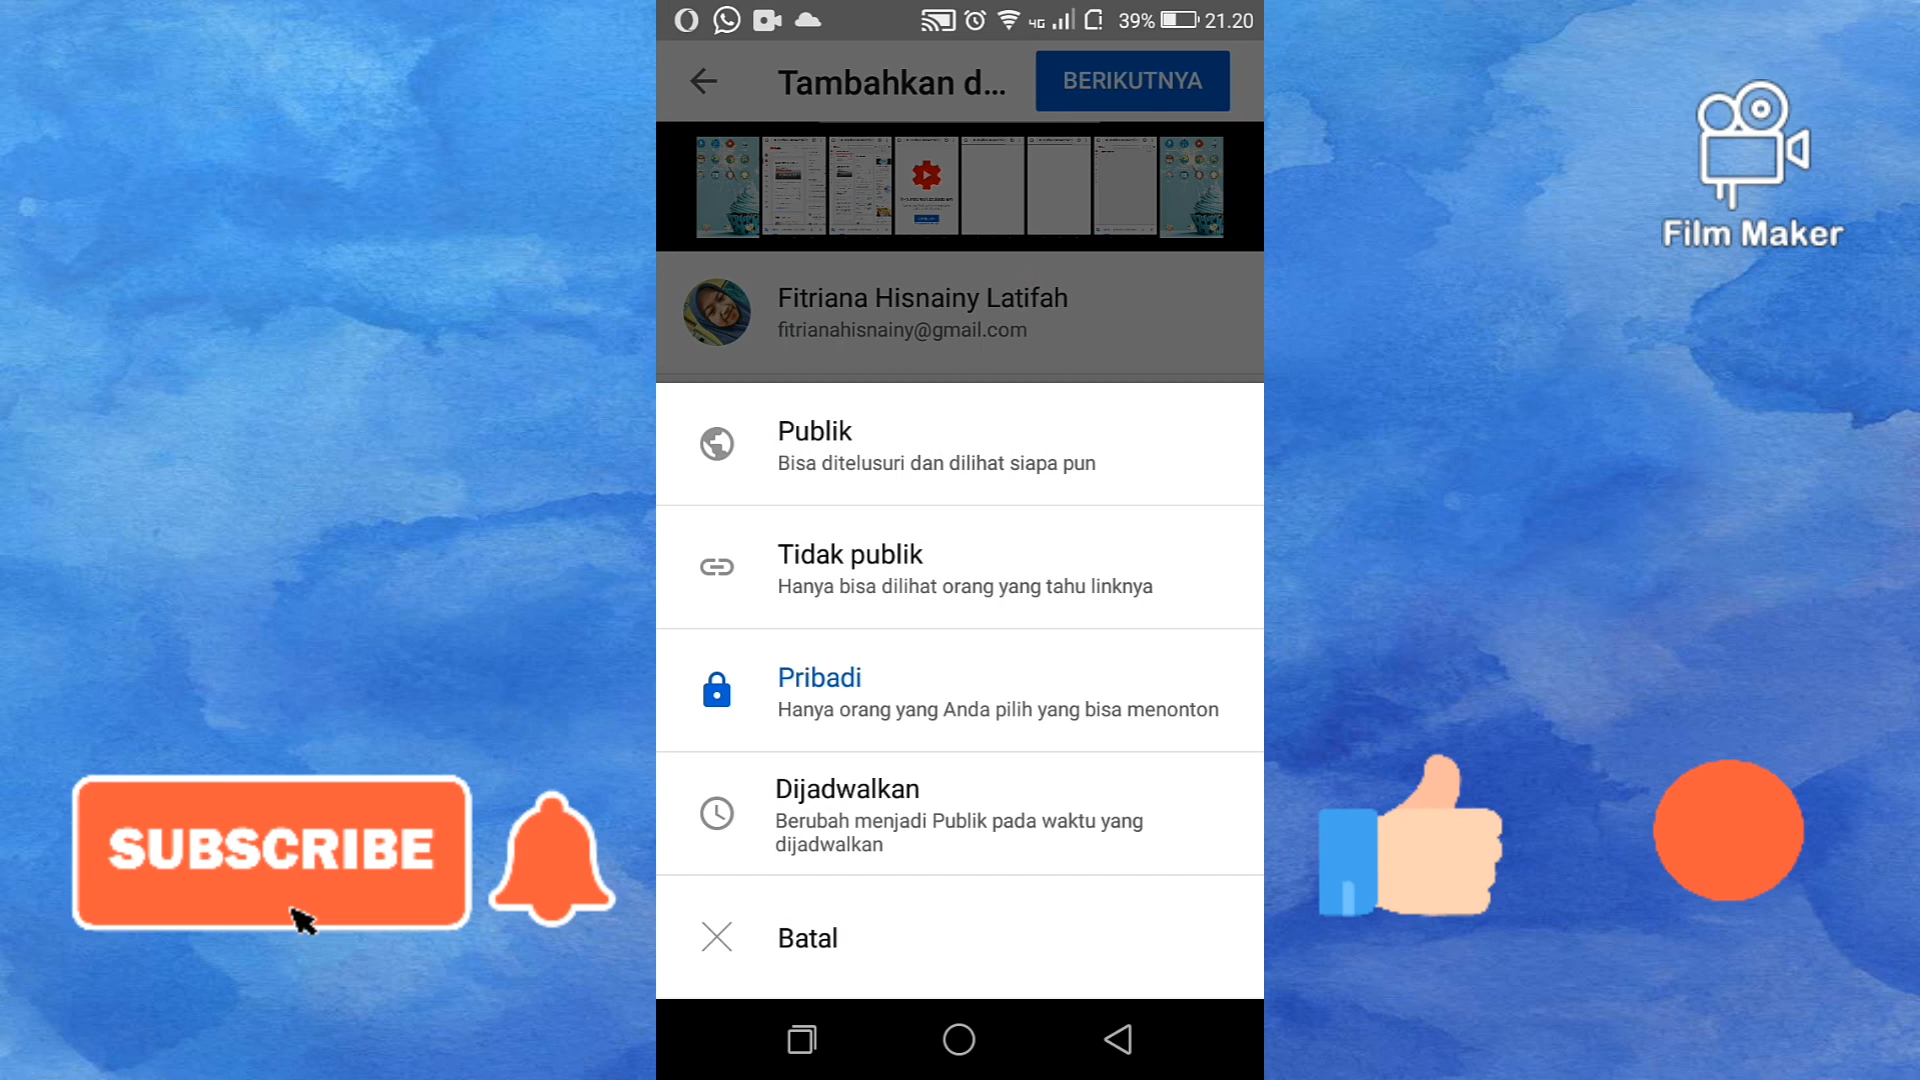 4G 39% 21.20
Tambahkan d... BERIKUTNYA
Film Maker
Fitriana Hisnainy Latifah
fitrianahisnainy@gmail.com
Publik
Bisa ditelusuri dan dilihat siapa pun
Tidak publik
Hanya bisa dilihat orang yang tahu linknya
Pribadi
Hanya orang yang Anda pilih yang bisa menonton
Dijadwalkan
Berubah menjadi Publik pada waktu yang
dijadwalkan
Batal
SUBSCRIBE